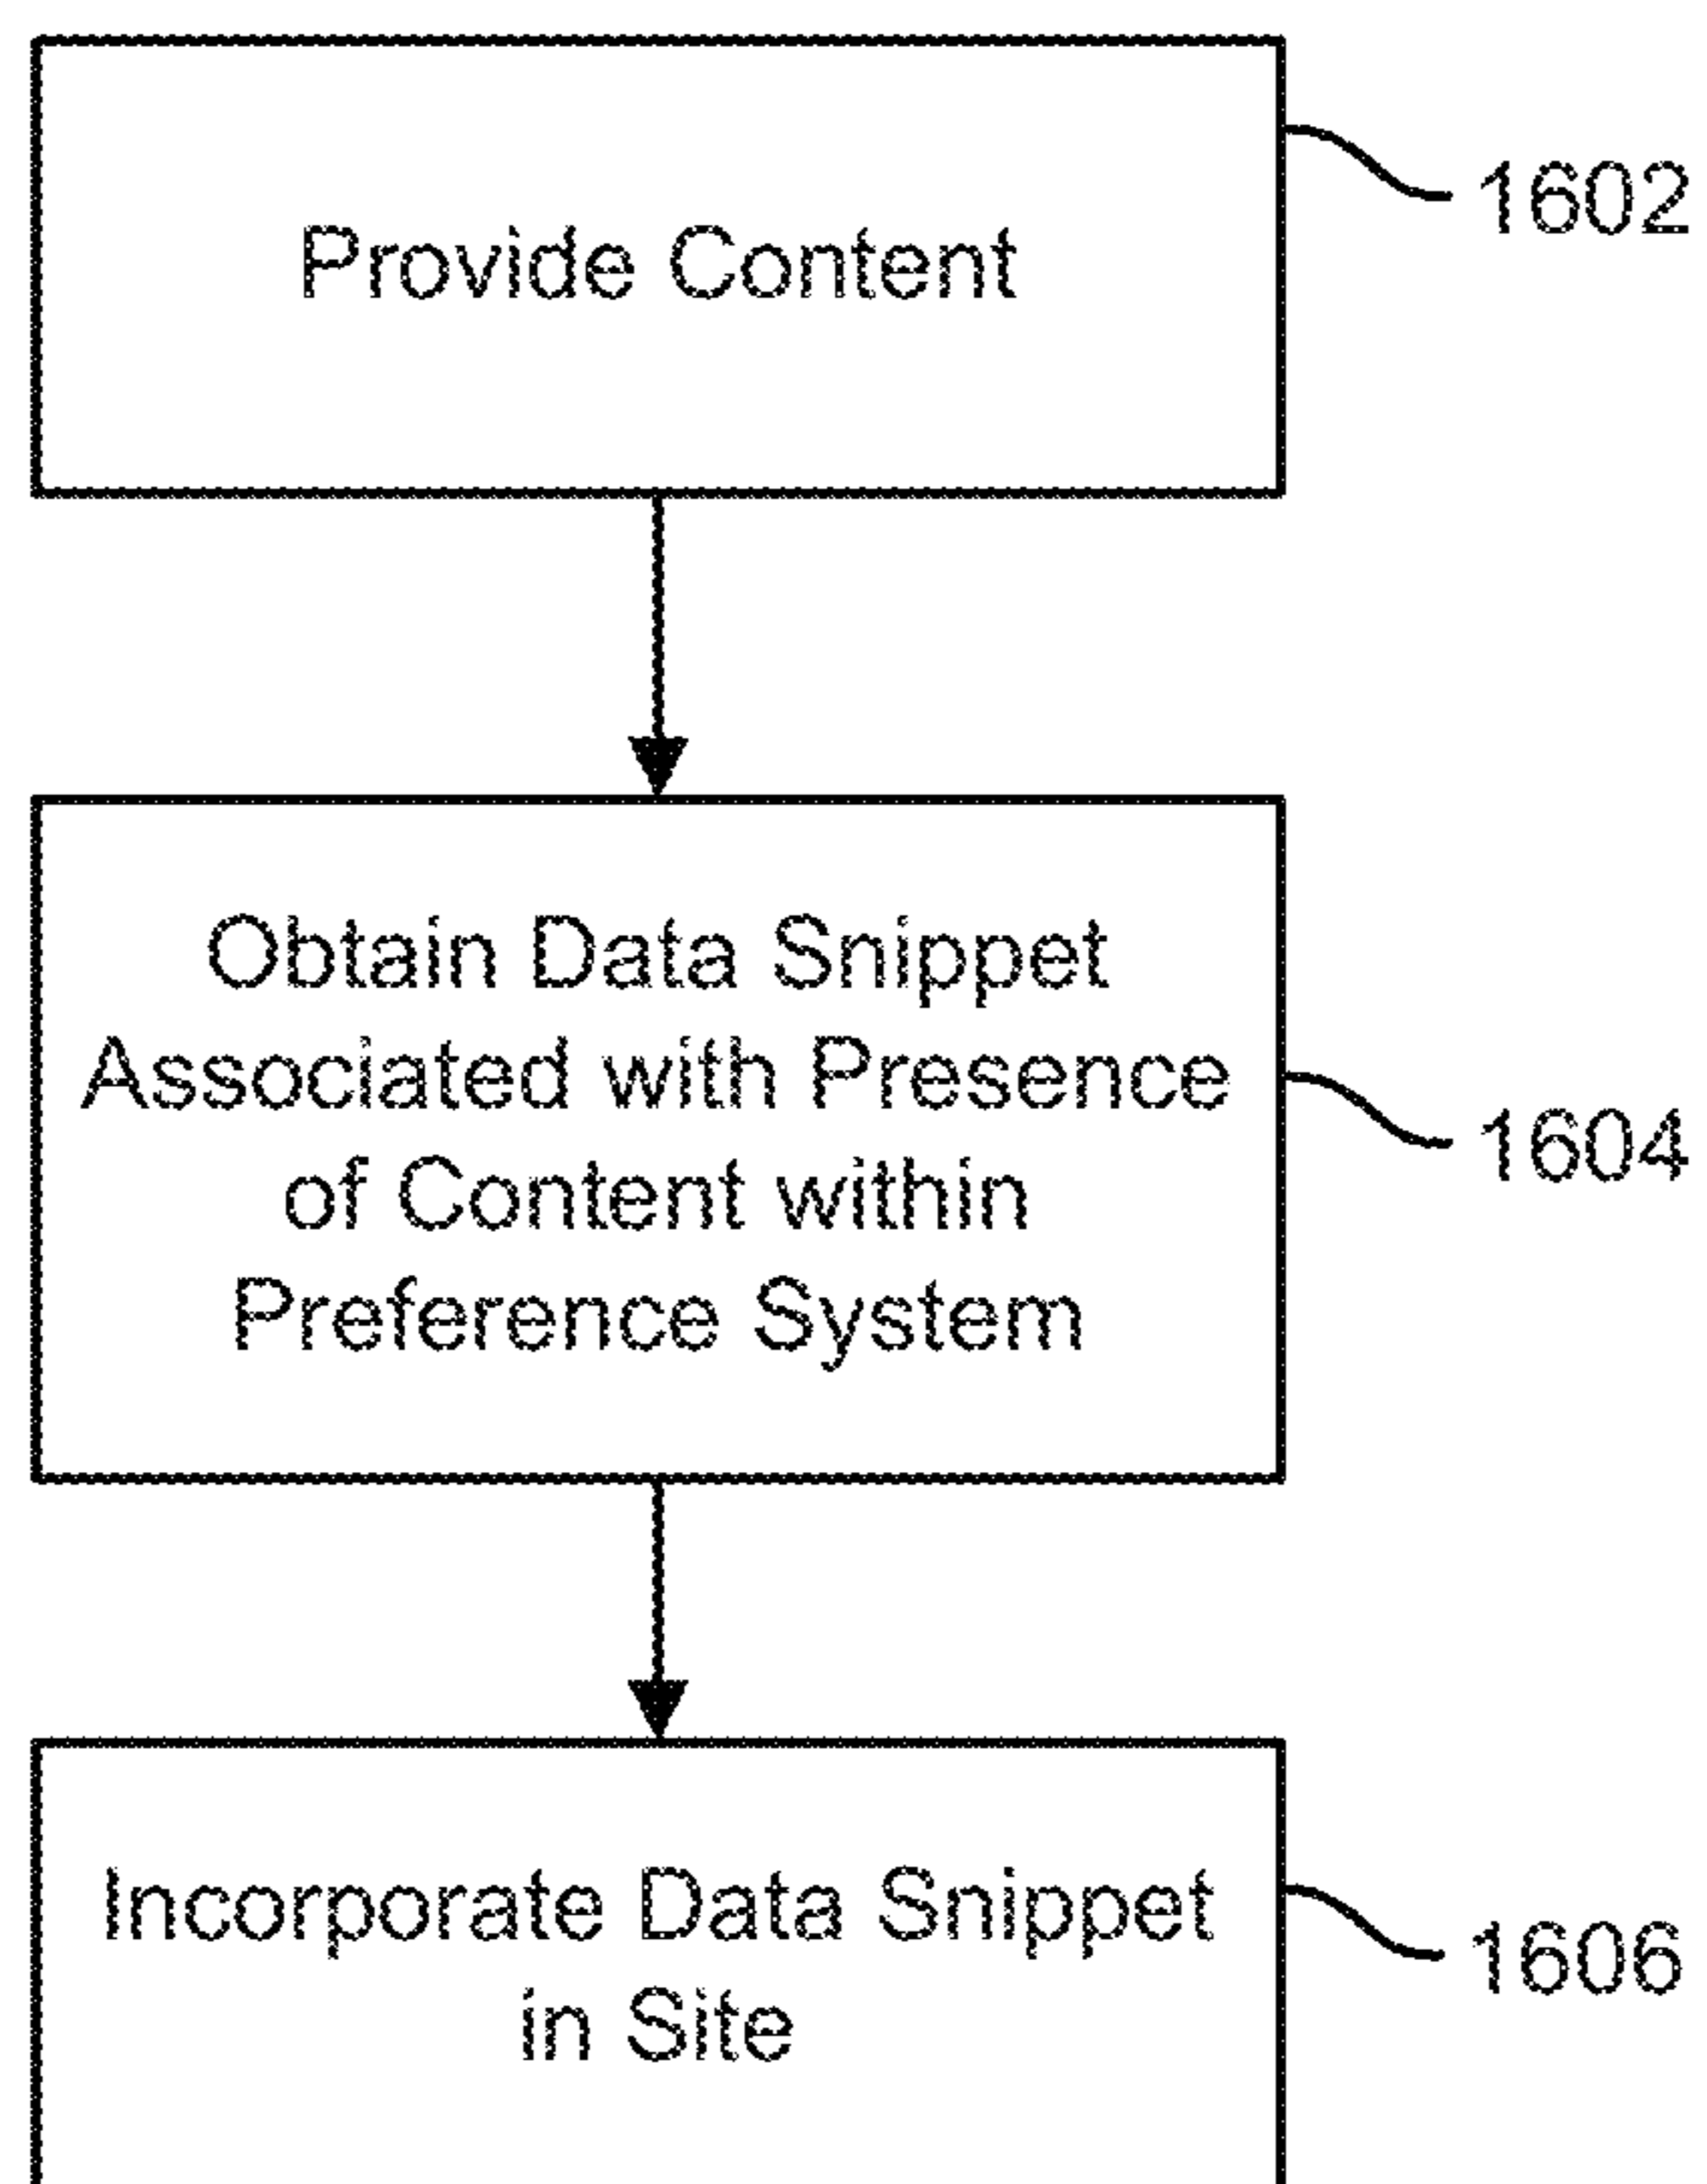 Provide Content
1602
Obtain Data Snippet
Associated with Presence
of Content within
Preference System
1604
Incorporate Data Snippet
in Site
1606